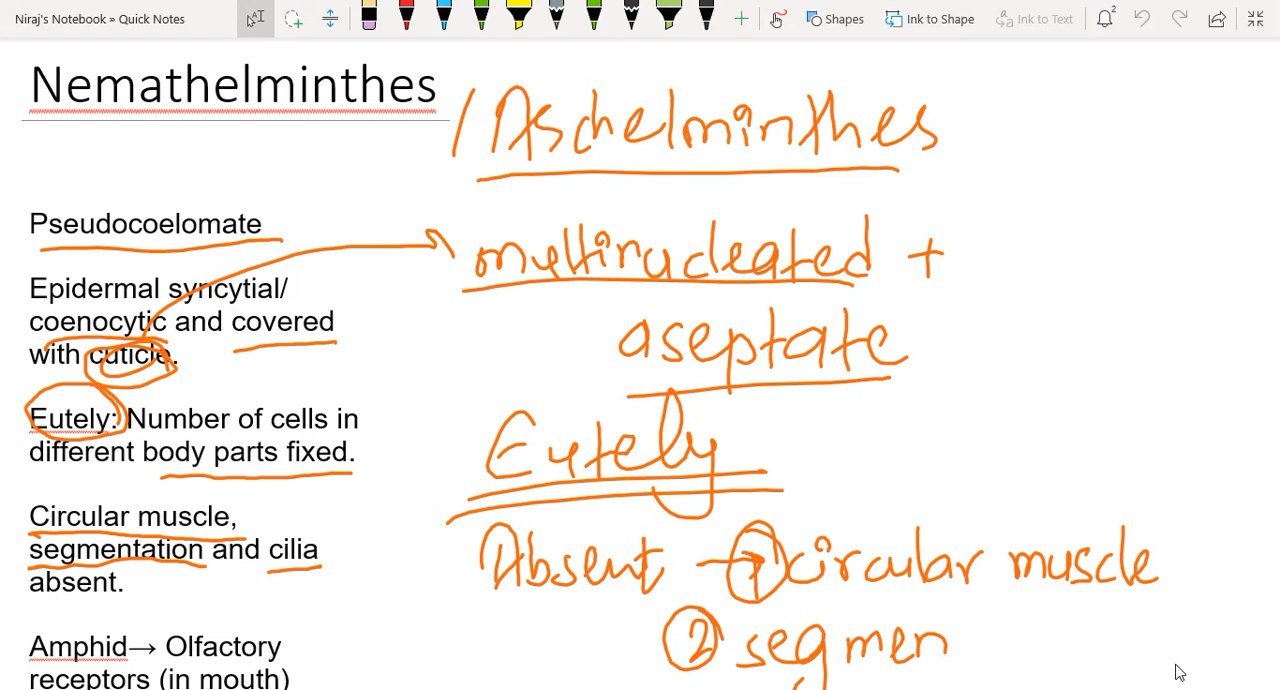 Niraj's Notebook » Quick Notes
Shapes
Ink to Shape
Ink to Text
2
Nemathelminthes
/ Aschelminthes
Pseudocoelomate
multinucleated +
Epidermal syncytial/
coenocytic and covered
with cuticle.
aseptate
Eutely: Number of cells in
different body parts fixed.
Eutely
Circular muscle,
segmentation and cilia
absent.
Absent → 1 circular muscle
2 segmen
Amphid→ Olfactory
receptors (in mouth)